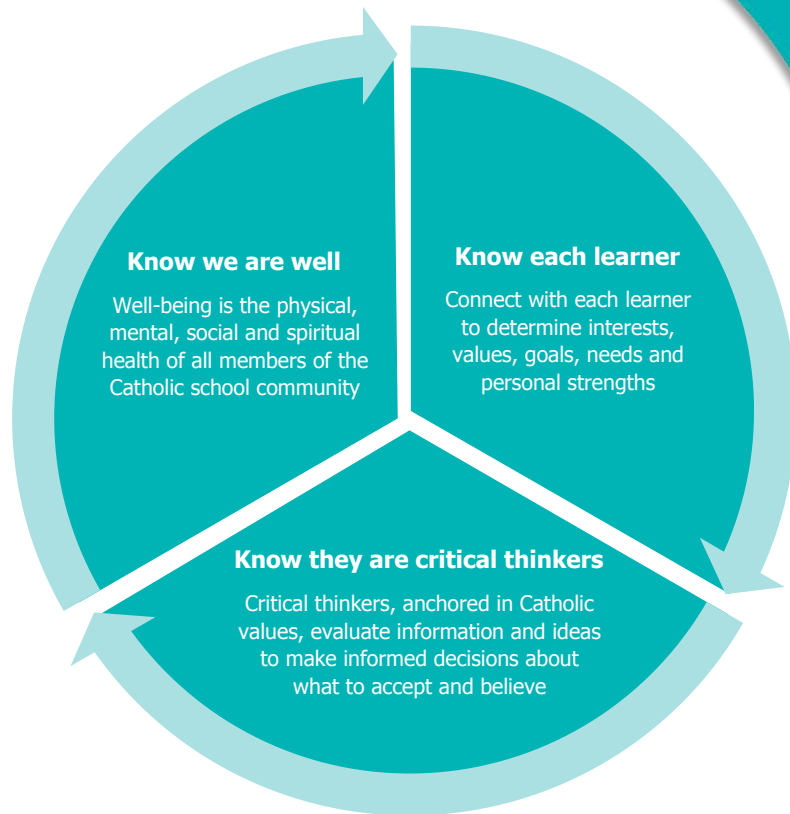 Know we are well
Well-being is the physical,
mental, social and spiritual
health of all members of the
Catholic school community
Know each learner
Connect with each learner
to determine interests,
values, goals, needs and
personal strengths
Know they are critical thinkers
Critical thinkers, anchored in Catholic
values, evaluate information and ideas
to make informed decisions about
what to accept and believe